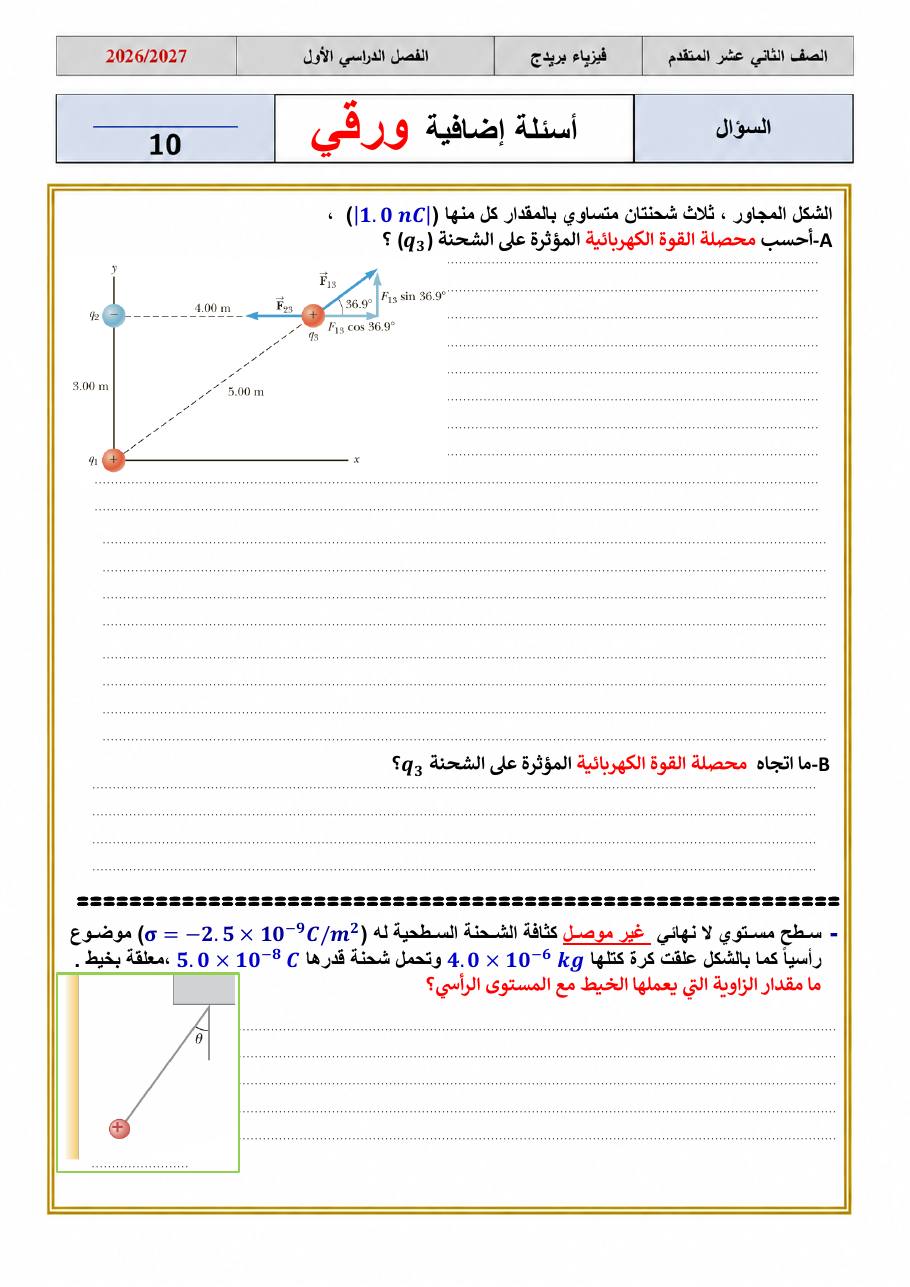 الصف الثاني عشر المتقدم فيزياء بريدج الفصل الدراسي الأول 2026/2027
السؤال أسئلة إضافية ورقي 10
الشكل المجاور ، ثلاث شحنتان متساوي بالمقدار كل منها (|1.0 nC|) ،
A-أحسب محصلة القوة الكهربائية المؤثرة على الشحنة (q₃) ؟
y
F⃗₁₃
F₁₃ sin 36.9°
36.9°
q₂ − 4.00 m F⃗₂₃ +
F₁₃ cos 36.9°
q₃
3.00 m
5.00 m
q₁ + x
B-ما اتجاه محصلة القوة الكهربائية المؤثرة على الشحنة q₃؟
- سطح مستوي لا نهائي غير موصل كثافة الشحنة السطحية له (σ = −2.5 × 10⁻⁹C/m²) موضوع
رأسياً كما بالشكل علقت كرة كتلها 4.0 × 10⁻⁶ kg وتحمل شحنة قدرها 5.0 × 10⁻⁸ C ،معلقة بخيط .
ما مقدار الزاوية التي يعملها الخيط مع المستوى الرأسي؟
θ
+